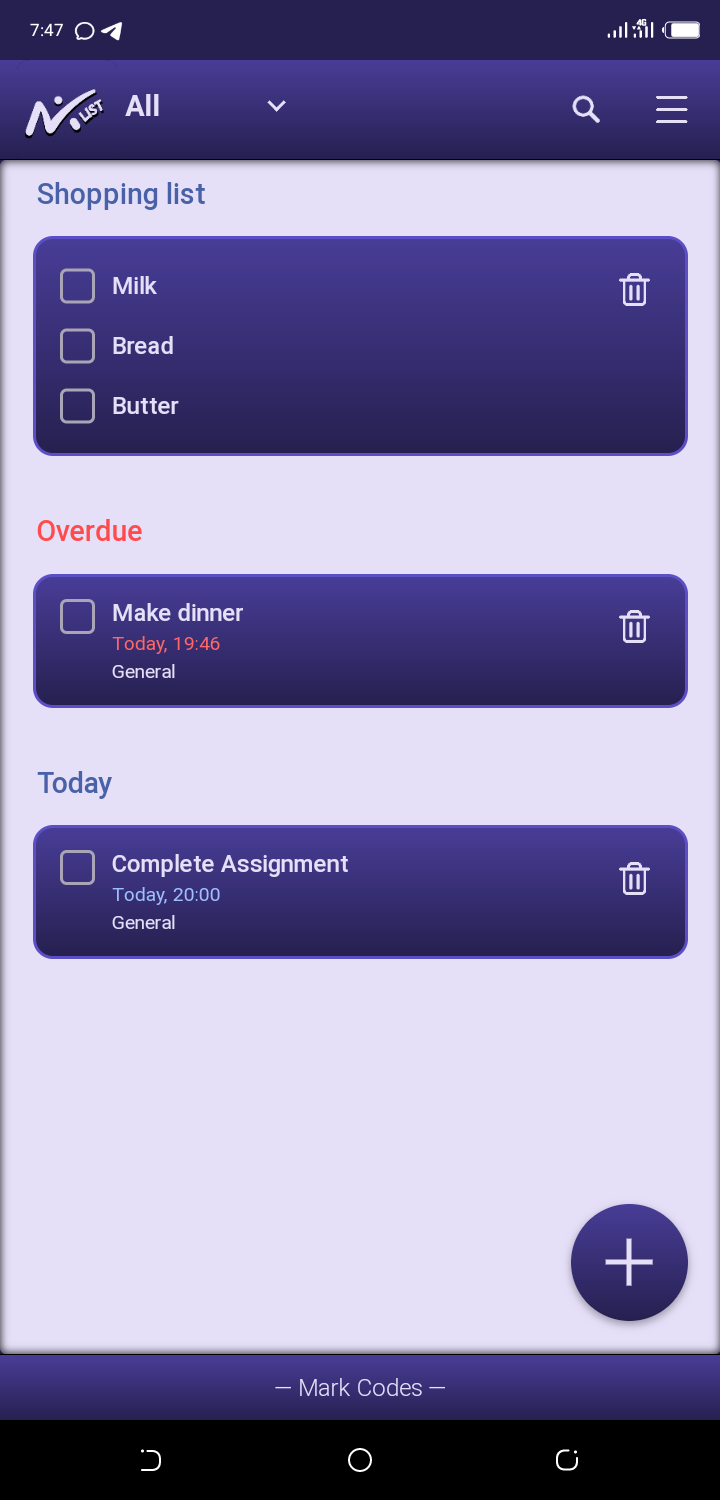 7:47
4G
LIST
All
Shopping list
Milk
Bread
Butter
Overdue
Make dinner
Today, 19:46
General
Today
Complete Assignment
Today, 20:00
General
— Mark Codes —